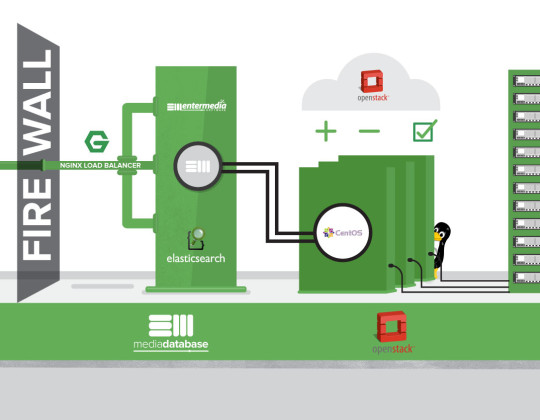 FIRE WALL
NGINX LOAD BALANCER
entermedia
elasticsearch
openstack
CentOS
mediadatabase
openstack